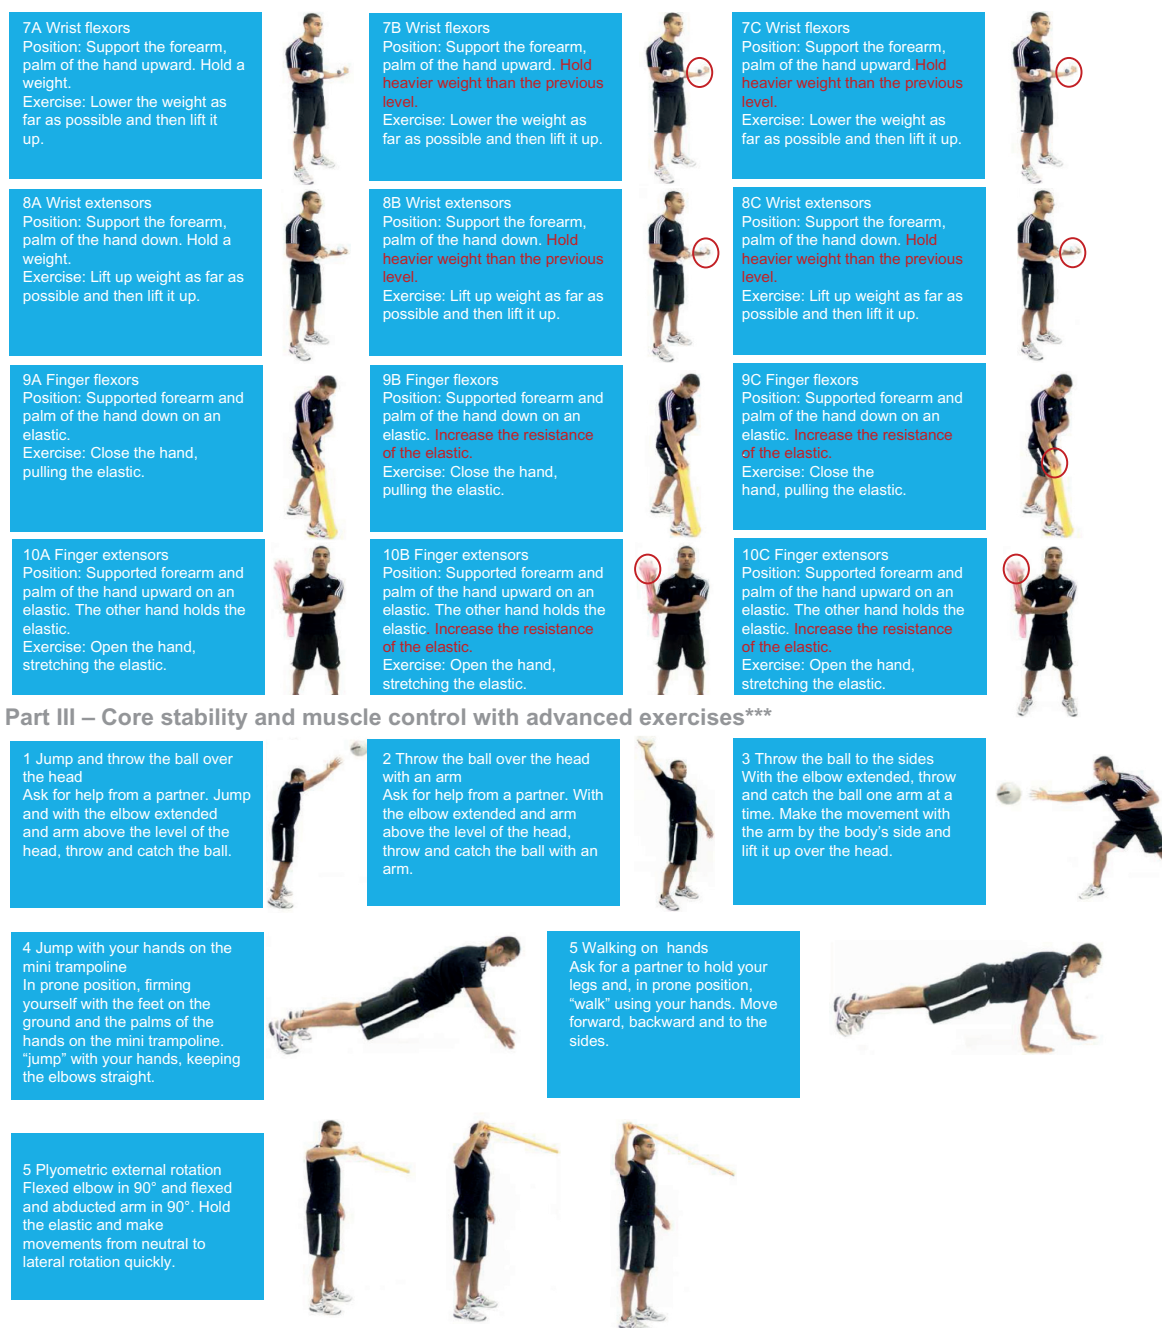 7A Wrist flexors
Position: Support the forearm,
palm of the hand upward. Hold a
weight.
Exercise: Lower the weight as
far as possible and then lift it
up.
7B Wrist flexors
Position: Support the forearm,
palm of the hand upward. Hold
heavier weight than the previous
level.
Exercise: Lower the weight as
far as possible and then lift it up.
7C Wrist flexors
Position: Support the forearm,
palm of the hand upward.Hold
heavier weight than the previous
level.
Exercise: Lower the weight as
far as possible and then lift it up.
8A Wrist extensors
Position: Support the forearm,
palm of the hand down. Hold a
weight.
Exercise: Lift up weight as far as
possible and then lift it up.
8B Wrist extensors
Position: Support the forearm,
palm of the hand down. Hold
heavier weight than the previous
level.
Exercise: Lift up weight as far as
possible and then lift it up.
8C Wrist extensors
Position: Support the forearm,
palm of the hand down. Hold
heavier weight than the previous
level.
Exercise: Lift up weight as far as
possible and then lift it up.
9A Finger flexors
Position: Supported forearm and
palm of the hand down on an
elastic.
Exercise: Close the hand,
pulling the elastic.
9B Finger flexors
Position: Supported forearm and
palm of the hand down on an
elastic. Increase the resistance
of the elastic.
Exercise: Close the hand,
pulling the elastic.
9C Finger flexors
Position: Supported forearm and
palm of the hand down on an
elastic. Increase the resistance
of the elastic.
Exercise: Close the
hand, pulling the elastic.
10A Finger extensors
Position: Supported forearm and
palm of the hand upward on an
elastic. The other hand holds the
elastic.
Exercise: Open the hand,
stretching the elastic.
10B Finger extensors
Position: Supported forearm and
palm of the hand upward on an
elastic. The other hand holds the
elastic. Increase the resistance
of the elastic.
Exercise: Open the hand,
stretching the elastic.
10C Finger extensors
Position: Supported forearm and
palm of the hand upward on an
elastic. The other hand holds the
elastic. Increase the resistance
of the elastic.
Exercise: Open the hand,
stretching the elastic.
Part III – Core stability and muscle control with advanced exercises***
1 Jump and throw the ball over
the head
Ask for help from a partner. Jump
and with the elbow extended
and arm above the level of the
head, throw and catch the ball.
2 Throw the ball over the head
with an arm
Ask for help from a partner. With
the elbow extended and arm
above the level of the head,
throw and catch the ball with an
arm.
3 Throw the ball to the sides
With the elbow extended, throw
and catch the ball one arm at a
time. Make the movement with
the arm by the body's side and
lift it up over the head.
4 Jump with your hands on the
mini trampoline
In prone position, firming
yourself with the feet on the
ground and the palms of the
hands on the mini trampoline.
“jump” with your hands, keeping
the elbows straight.
5 Walking on hands
Ask for a partner to hold your
legs and, in prone position,
“walk” using your hands. Move
forward, backward and to the
sides.
5 Plyometric external rotation
Flexed elbow in 90° and flexed
and abducted arm in 90°. Hold
the elastic and make
movements from neutral to
lateral rotation quickly.